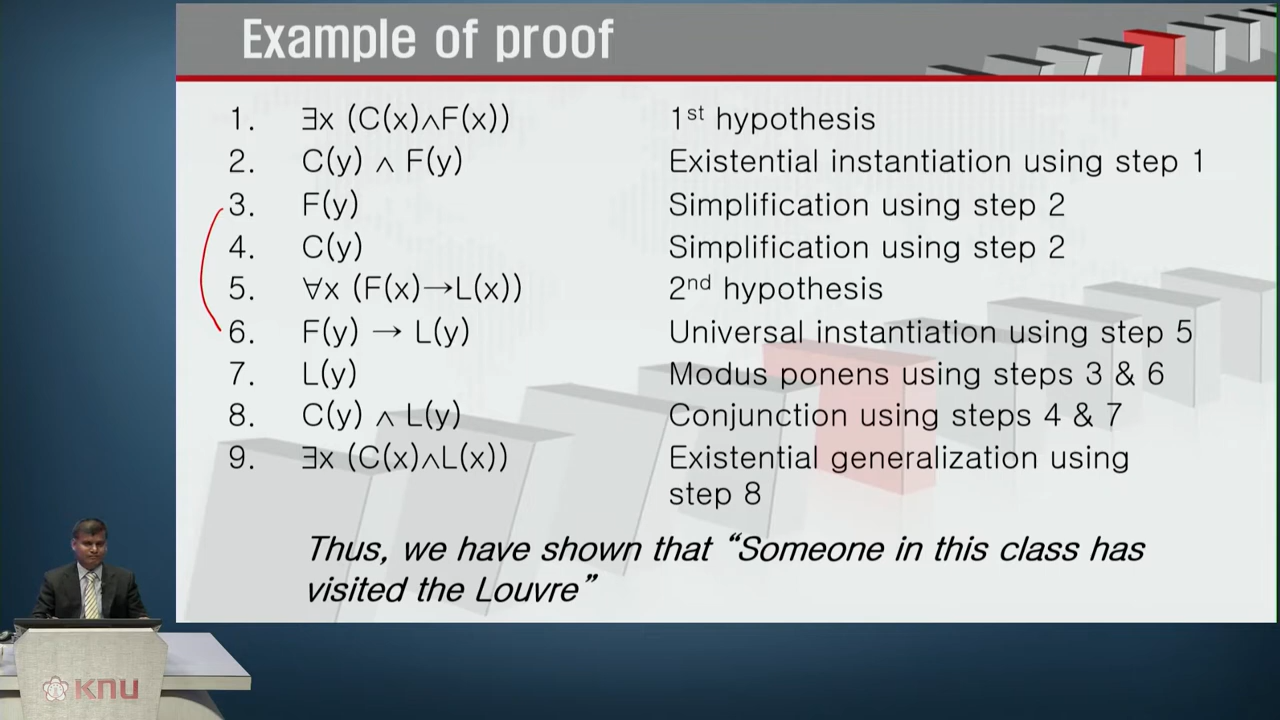 Example of proof
1. ∃x (C(x)∧F(x)) 1st hypothesis
2. C(y) ∧ F(y) Existential instantiation using step 1
3. F(y) Simplification using step 2
4. C(y) Simplification using step 2
5. ∀x (F(x)→L(x)) 2nd hypothesis
6. F(y) → L(y) Universal instantiation using step 5
7. L(y) Modus ponens using steps 3 & 6
8. C(y) ∧ L(y) Conjunction using steps 4 & 7
9. ∃x (C(x)∧L(x)) Existential generalization using
step 8
Thus, we have shown that “Someone in this class has
visited the Louvre”
KNU